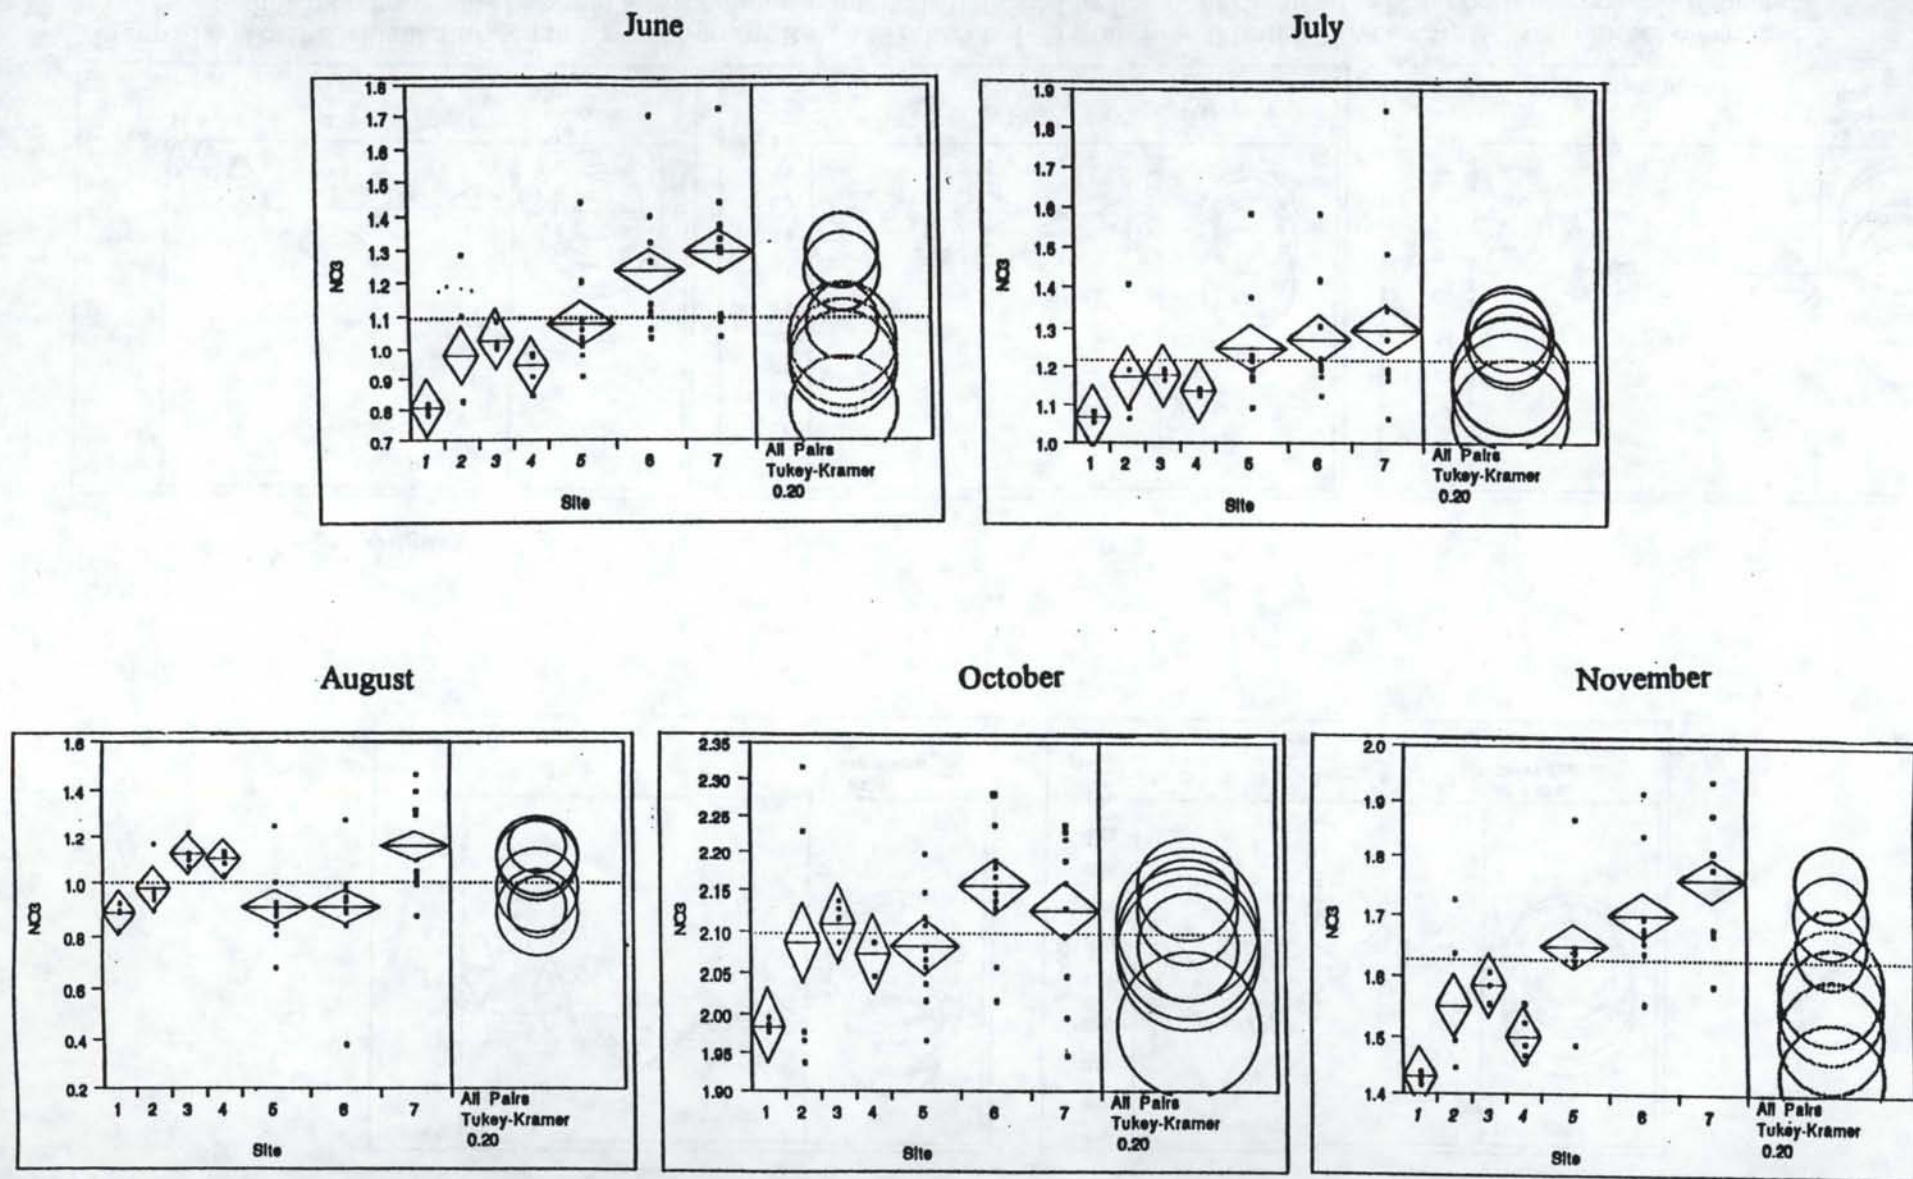 June
1.8
1.7
1.6
1.5
1.4
1.3
1.2
1.1
1.0
0.9
0.8
0.7
NO3
1 2 3 4 5 6 7
Site
All Pairs
Tukey-Kramer
0.20
July
1.9
1.8
1.7
1.6
1.5
1.4
1.3
1.2
1.1
1.0
NO3
1 2 3 4 5 6 7
Site
All Pairs
Tukey-Kramer
0.20
August
1.6
1.4
1.2
1.0
0.8
0.6
0.4
0.2
NO3
1 2 3 4 5 6 7
Site
All Pairs
Tukey-Kramer
0.20
October
2.35
2.30
2.25
2.20
2.15
2.10
2.05
2.00
1.95
1.90
NO3
1 2 3 4 5 6 7
Site
All Pairs
Tukey-Kramer
0.20
November
2.0
1.9
1.8
1.7
1.6
1.5
1.4
NO3
1 2 3 4 5 6 7
Site
All Pairs
Tukey-Kramer
0.20